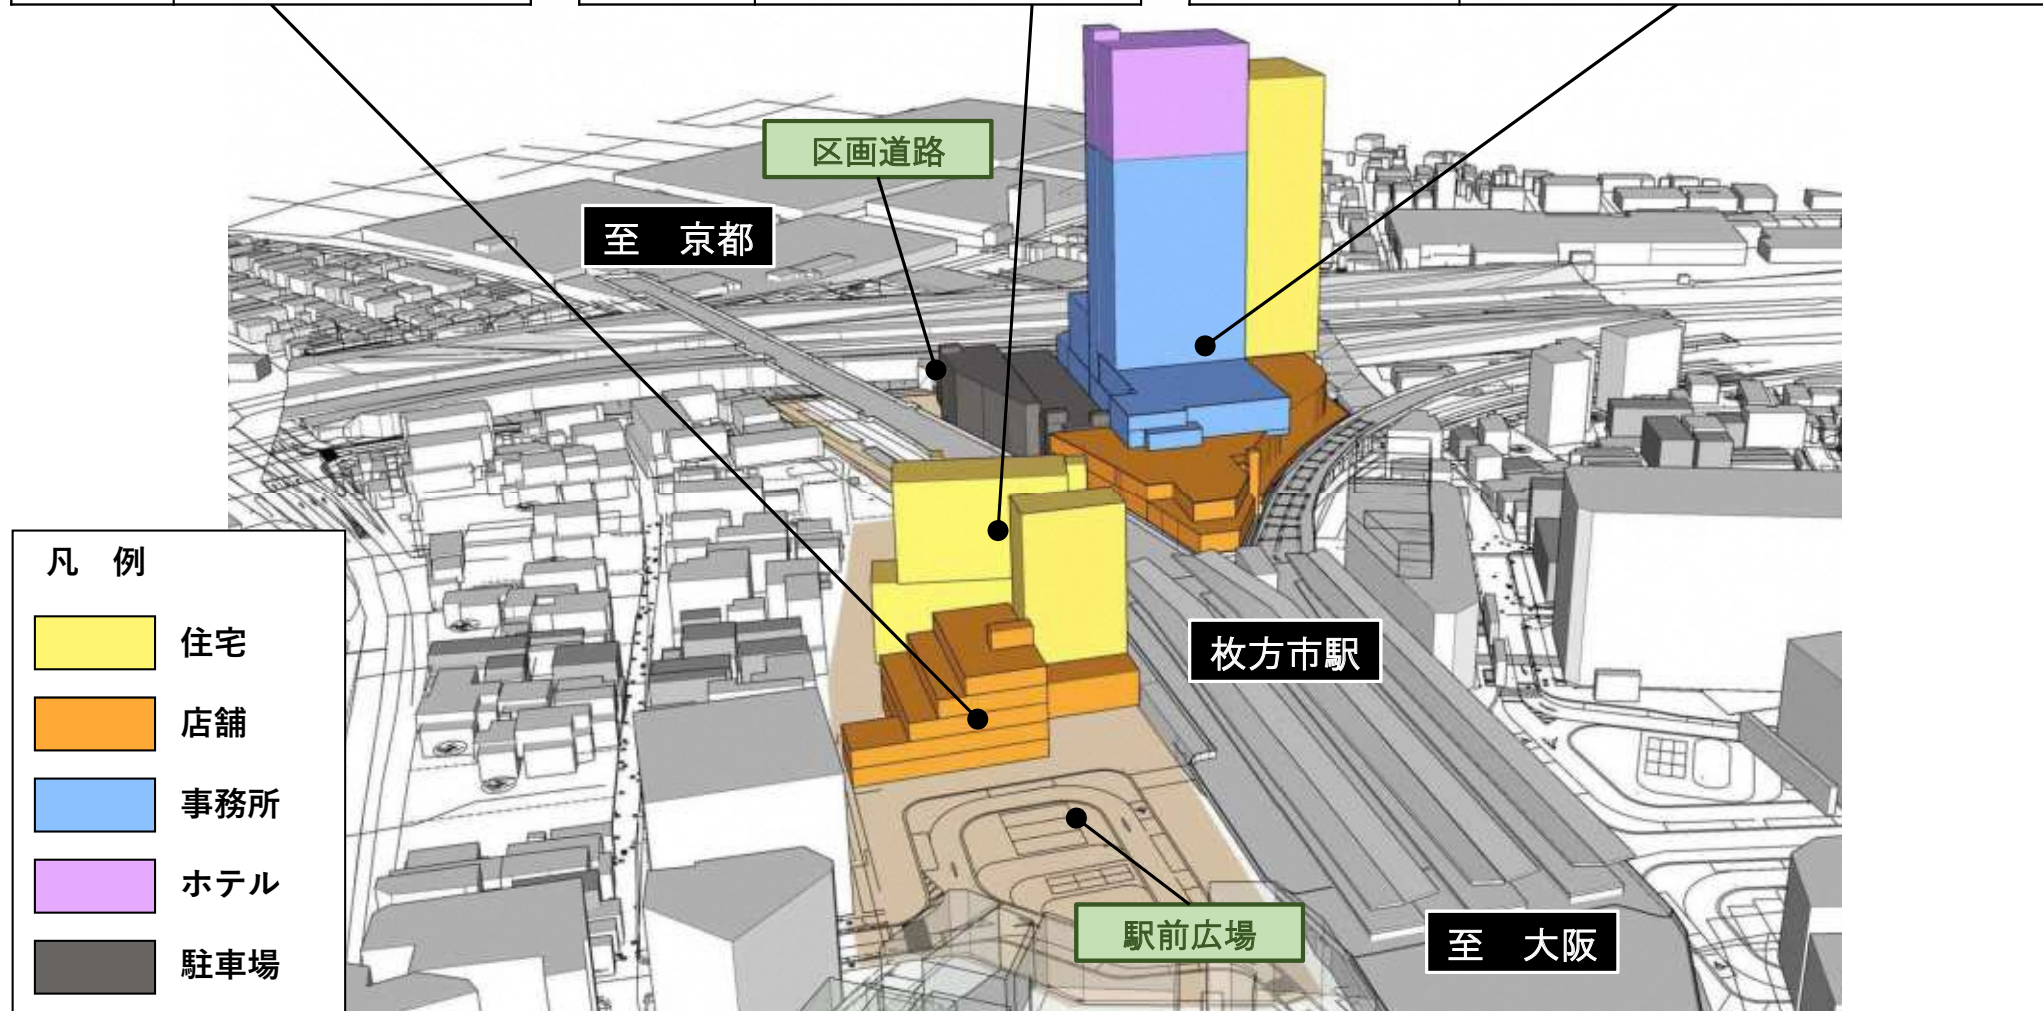 区画道路
至　京都
枚方市駅
凡　例
住宅
店舗
事務所
ホテル
駐車場
駅前広場
至　大阪